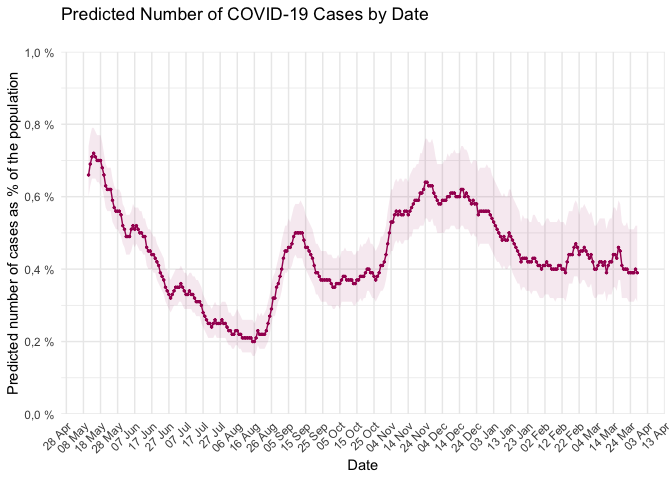 Predicted Number of COVID-19 Cases by Date
Predicted number of cases as % of the population
1,0 %
0,8 %
0,6 %
0,4 %
0,2 %
0,0 %
28 Apr
08 May
18 May
28 May
07 Jun
17 Jun
27 Jun
07 Jul
17 Jul
27 Jul
06 Aug
16 Aug
26 Aug
05 Sep
15 Sep
25 Sep
05 Oct
15 Oct
25 Oct
04 Nov
14 Nov
24 Nov
04 Dec
14 Dec
24 Dec
03 Jan
13 Jan
23 Jan
02 Feb
12 Feb
22 Feb
04 Mar
14 Mar
24 Mar
03 Apr
13 Apr
Date